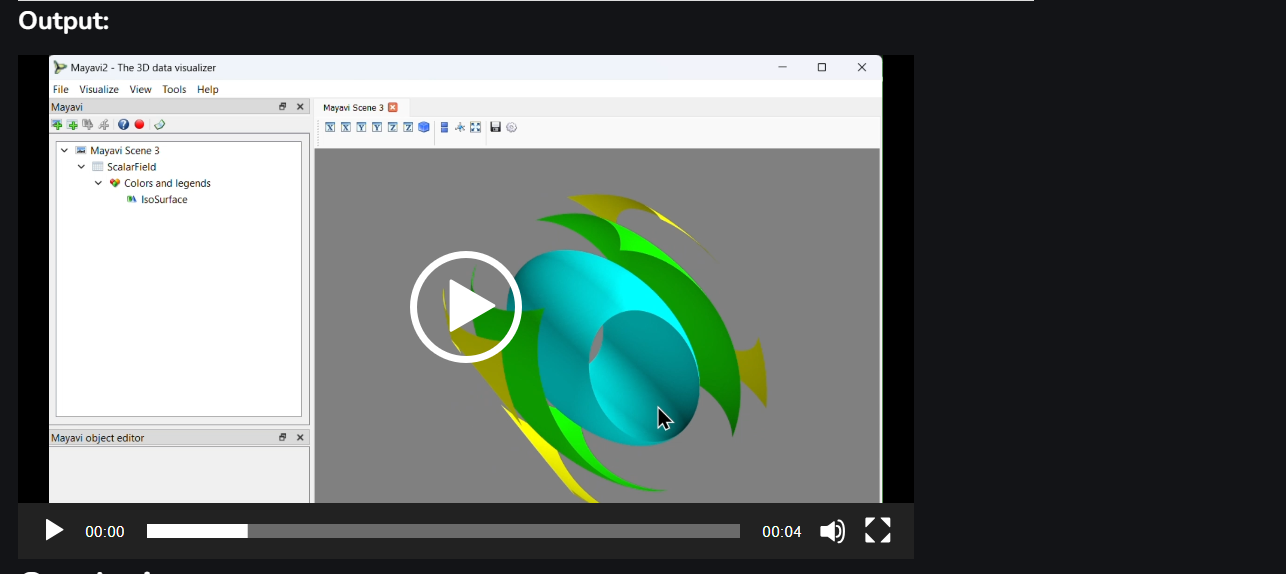 Output:
Mayavi2 - The 3D data visualizer
File Visualize View Tools Help
Mayavi
Mayavi Scene 3
X X Y Y Z Z
Mayavi Scene 3
ScalarField
Colors and legends
IsoSurface
Mayavi object editor
00:00
00:04